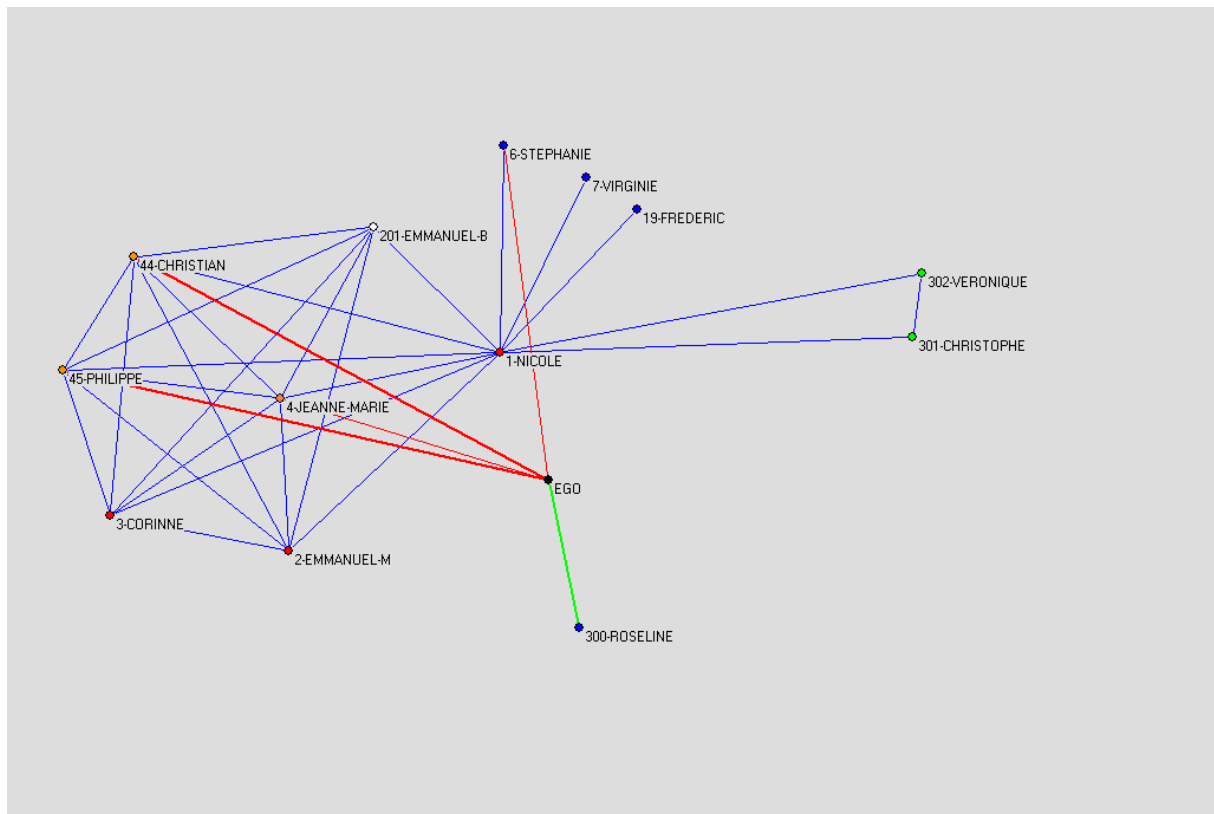 6-STEPHANIE
7-VIRGINIE
19-FREDERIC
201-EMMANUEL-B
44-CHRISTIAN
302-VERONIQUE
301-CHRISTOPHE
1-NICOLE
45-PHILIPPE
4-JEANNE-MARIE
EGO
3-CORINNE
2-EMMANUEL-M
300-ROSELINE